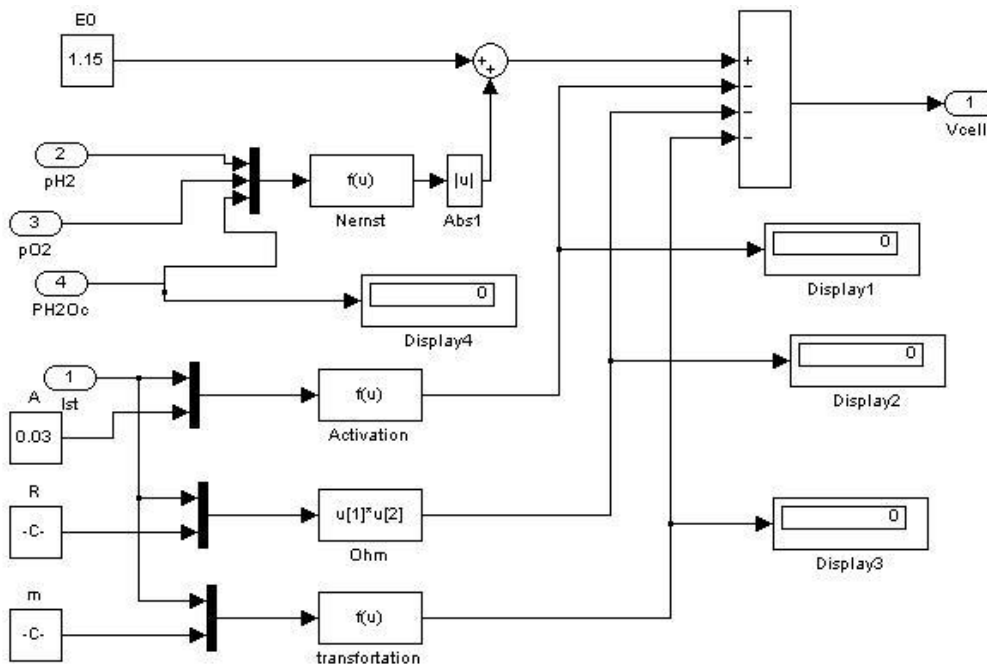 E0
1.15
+
+
+
−
−
−
1
Vcell
2
pH2
f(u)
Nernst
|u|
Abs1
3
pO2
4
PH2Oc
0
Display4
0
Display1
0
Display2
1
Ist
A
0.03
f(u)
Activation
R
-C-
u[1]*u[2]
Ohm
0
Display3
m
-C-
f(u)
transfortation